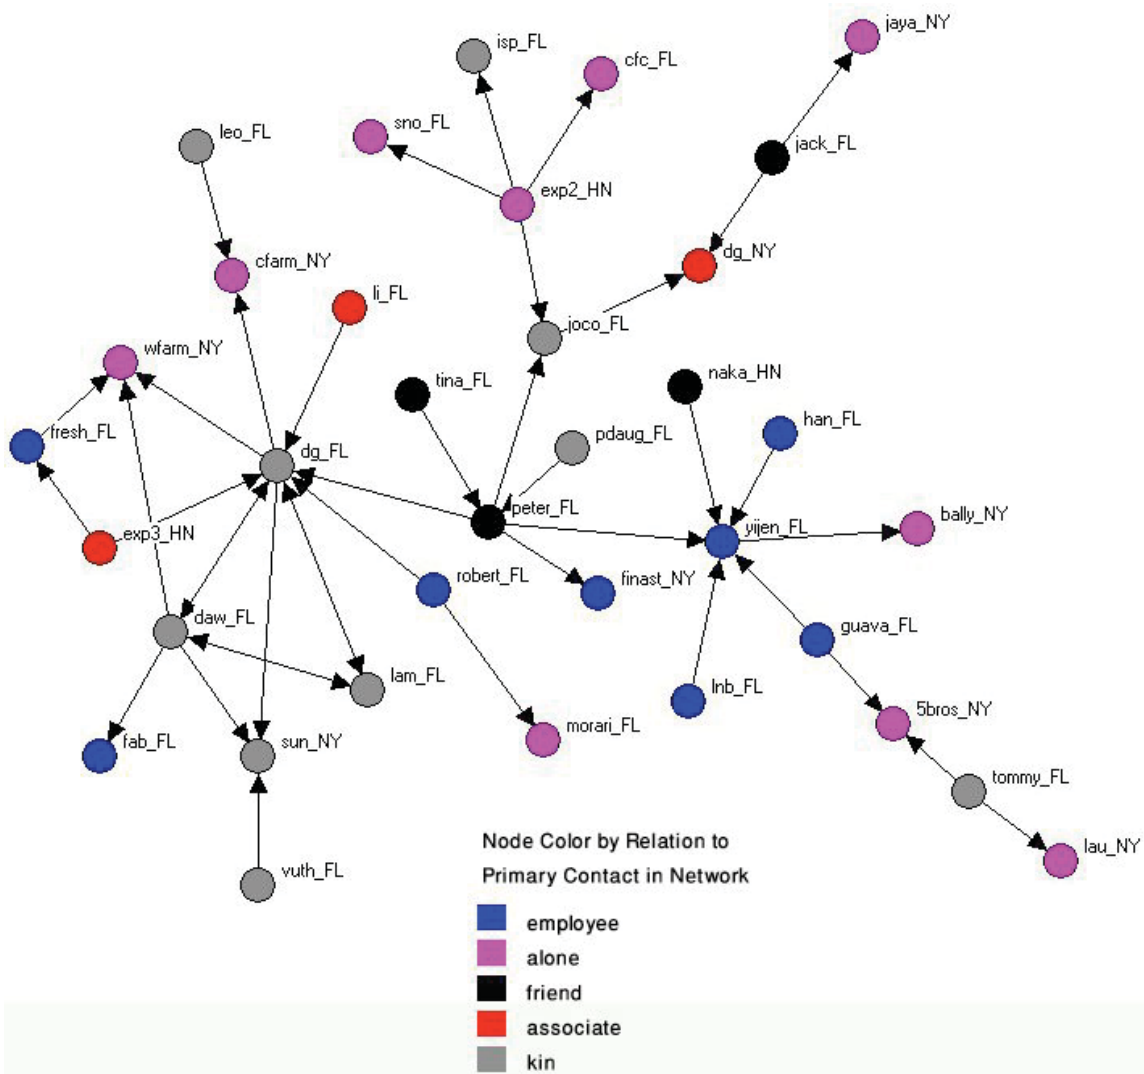 jaya_NY
isp_FL
cfc_FL
sno_FL
leo_FL
jack_FL
exp2_HN
dg_NY
cfarm_NY
li_FL
joco_FL
wfarm_NY
naka_HN
tina_FL
han_FL
fresh_FL
pdaug_FL
dg_FL
peter_FL
bally_NY
yijen_FL
exp3_HN
robert_FL
finast_NY
daw_FL
guava_FL
lam_FL
lnb_FL
5bros_NY
morari_FL
fab_FL
sun_NY
tommy_FL
lau_NY
vuth_FL
Node Color by Relation to
Primary Contact in Network
employee
alone
friend
associate
kin